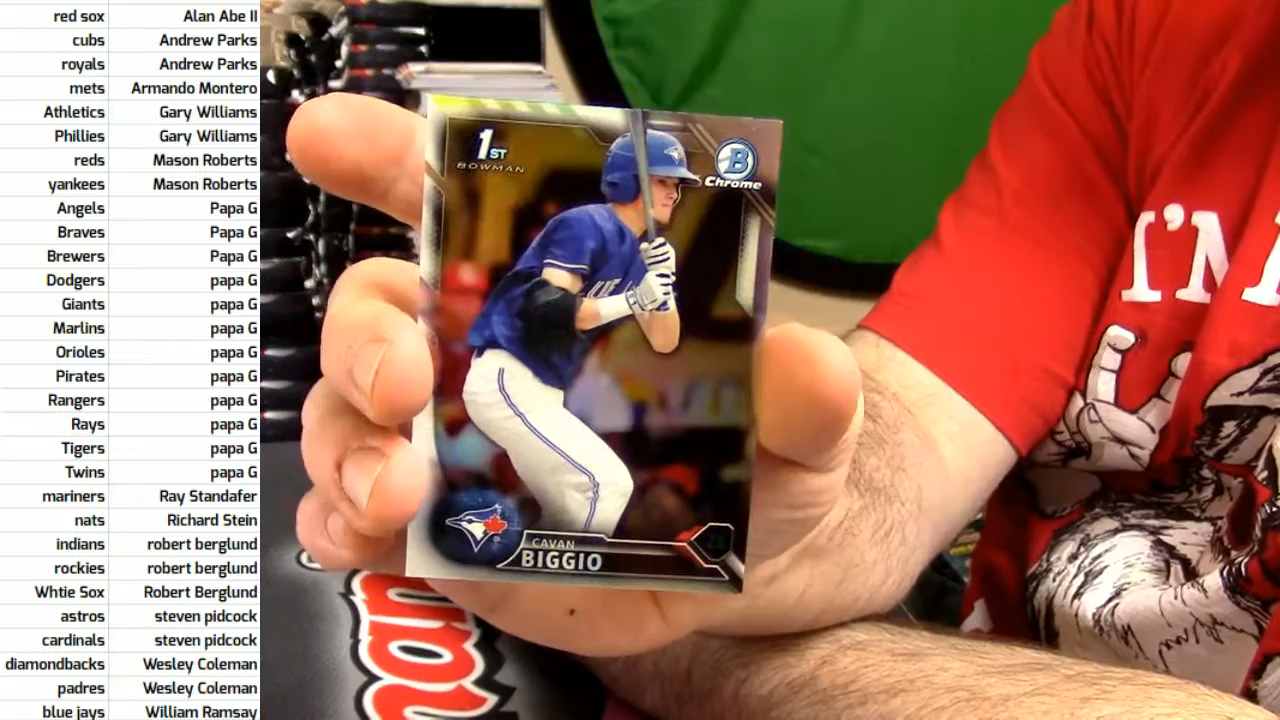 red sox Alan Abe II
cubs Andrew Parks
royals Andrew Parks
mets Armando Montero
Athletics Gary Williams
Phillies Gary Williams
reds Mason Roberts
yankees Mason Roberts
Angels Papa G
Braves Papa G
Brewers Papa G
Dodgers Papa G
Giants papa G
Marlins papa G
Orioles papa G
Pirates papa G
Rangers papa G
Rays papa G
Tigers papa G
Twins papa G
mariners Ray Standafer
nats Richard Stein
indians robert berglund
rockies robert berglund
Whtie Sox Robert Berglund
astros steven pidcock
cardinals steven pidcock
diamondbacks Wesley Coleman
padres Wesley Coleman
blue jays William Ramsay
1ST
BOWMAN
B
Chrome
CAVAN
BIGGIO
I'M